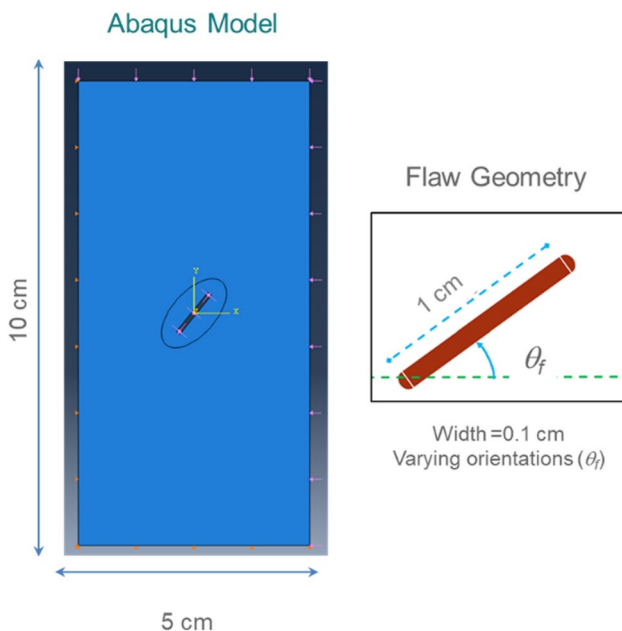 Abaqus Model
10 cm
Y
X
5 cm
Flaw Geometry
1 cm
θf
Width =0.1 cm
Varying orientations (θf)